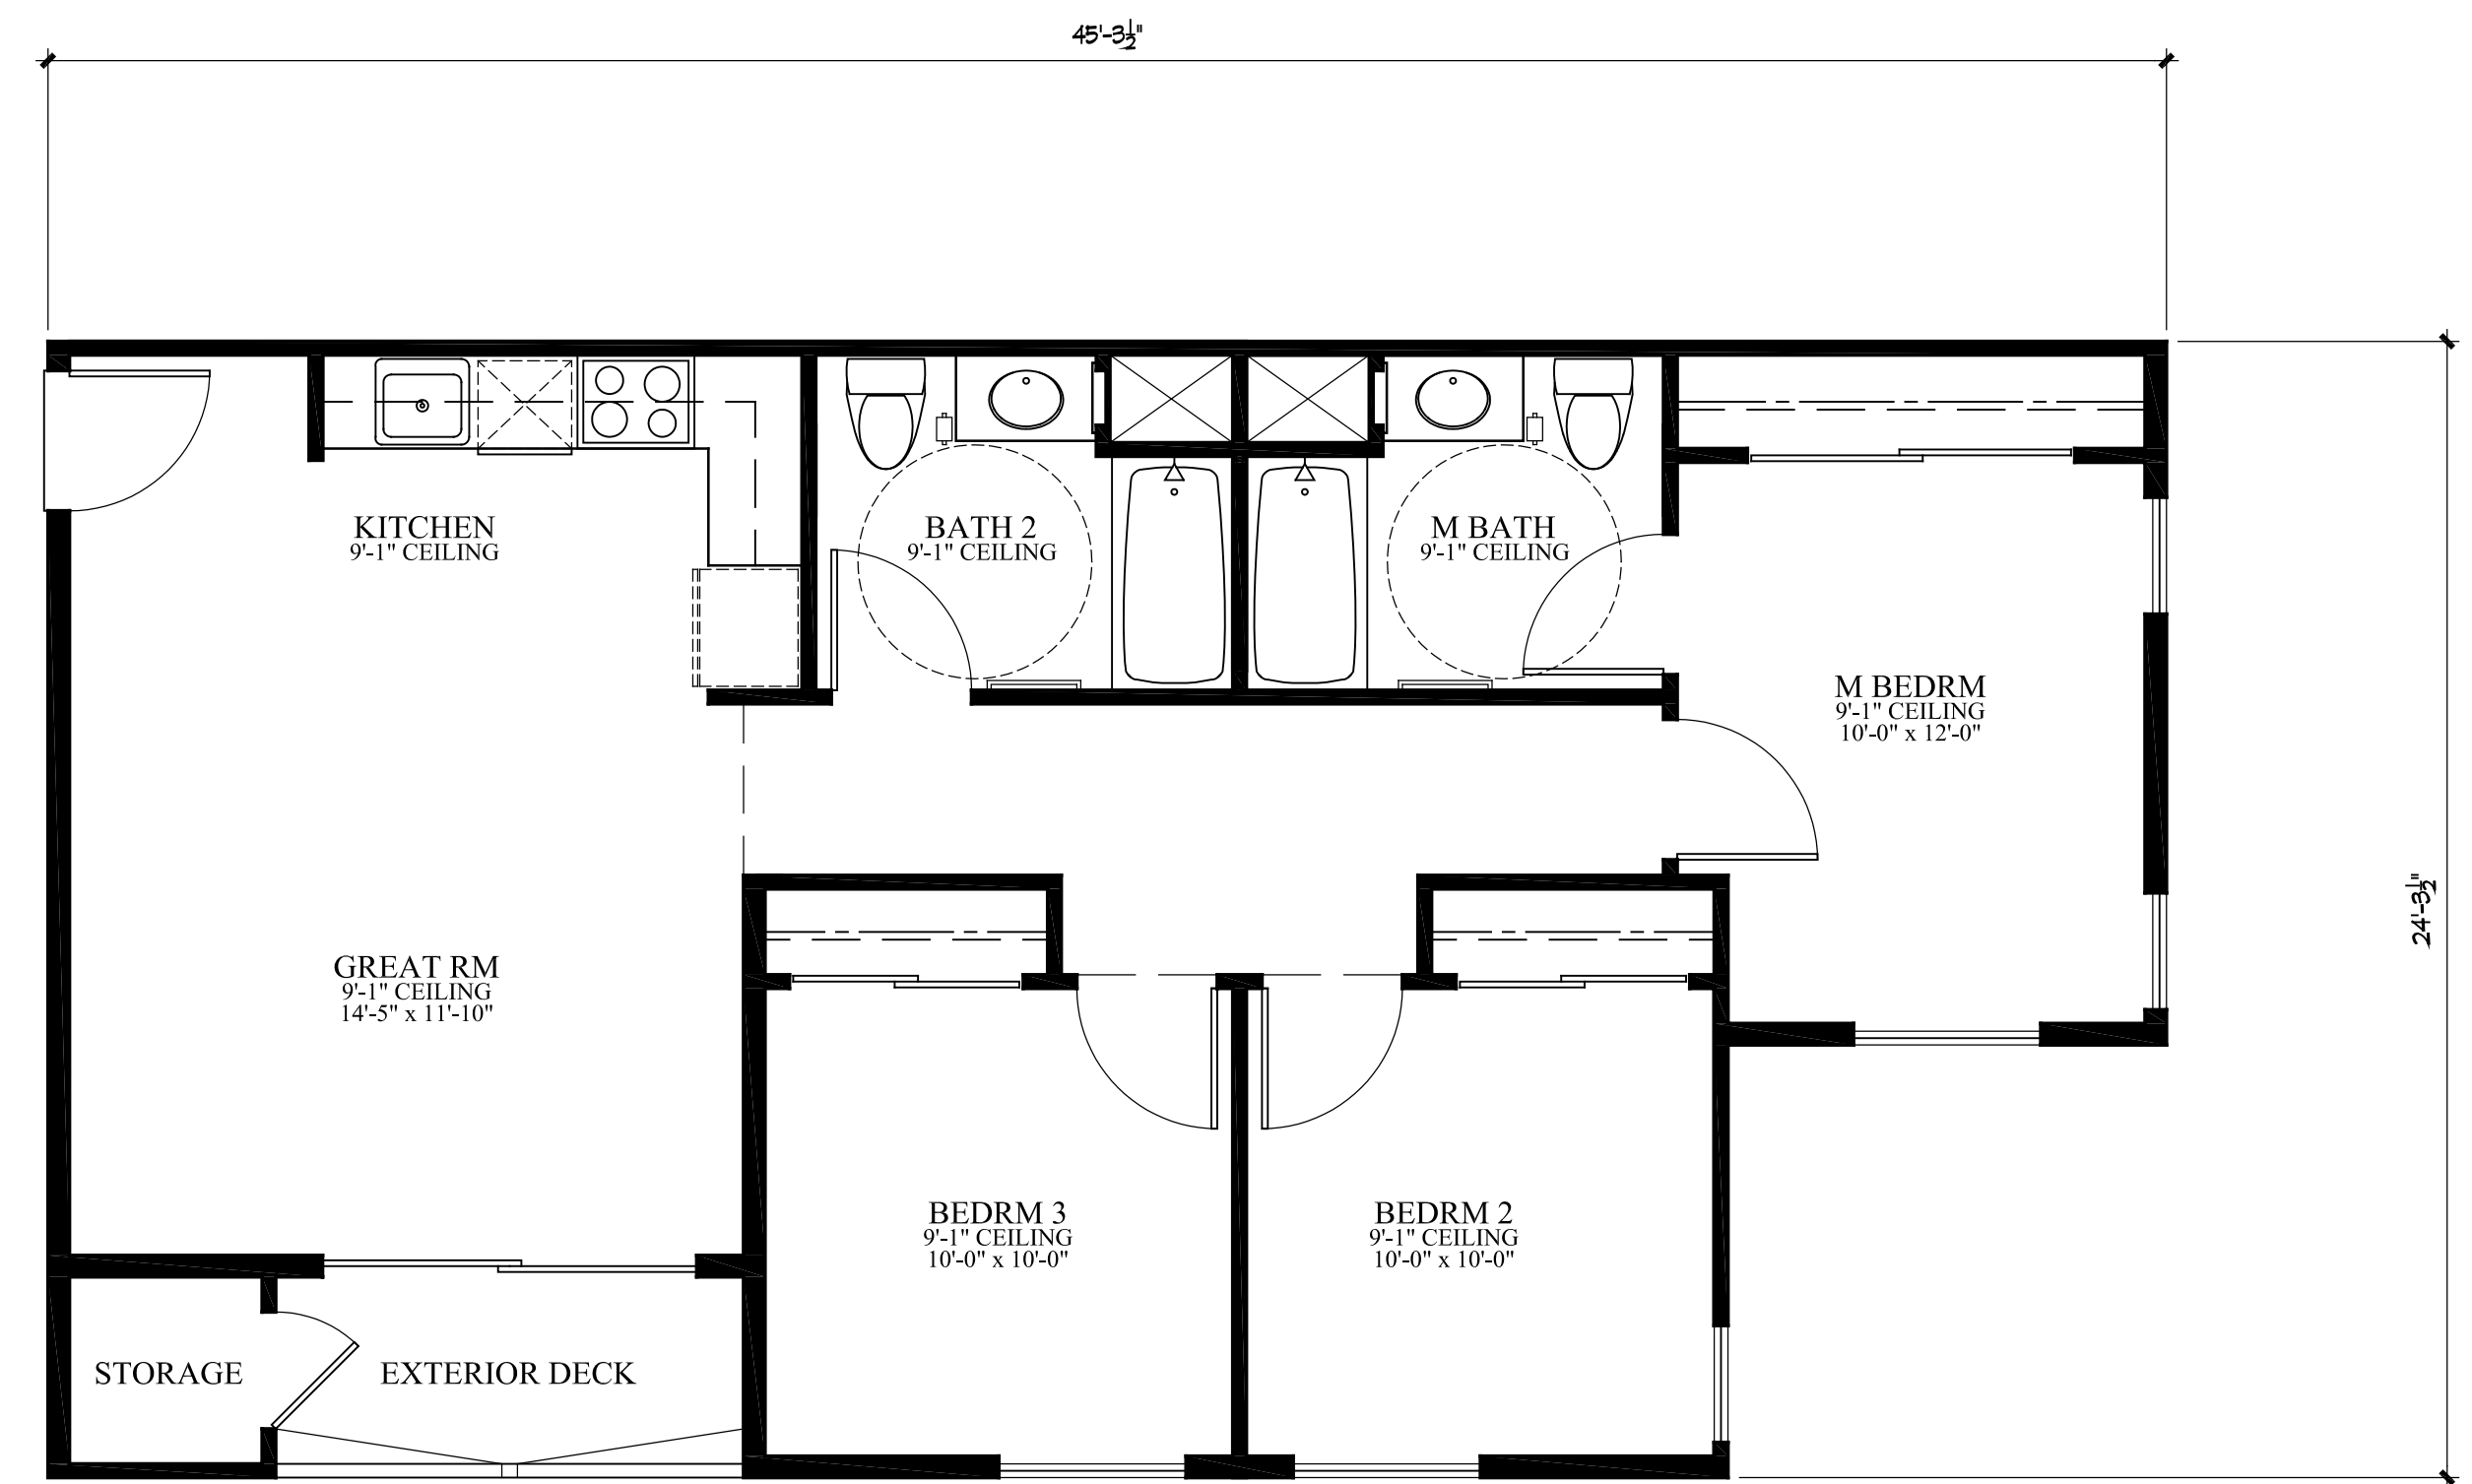 45'-3½"
KITCHEN
9'-1" CEILING
BATH 2
9'-1" CEILING
M BATH
9'-1" CEILING
M BEDRM
9'-1" CEILING
10'-0" x 12'-0"
24'-3½"
GREAT RM
9'-1" CEILING
14'-5" x 11'-10"
BEDRM 3
9'-1" CEILING
10'-0" x 10'-0"
BEDRM 2
9'-1" CEILING
10'-0" x 10'-0"
STORAGE
EXTERIOR DECK